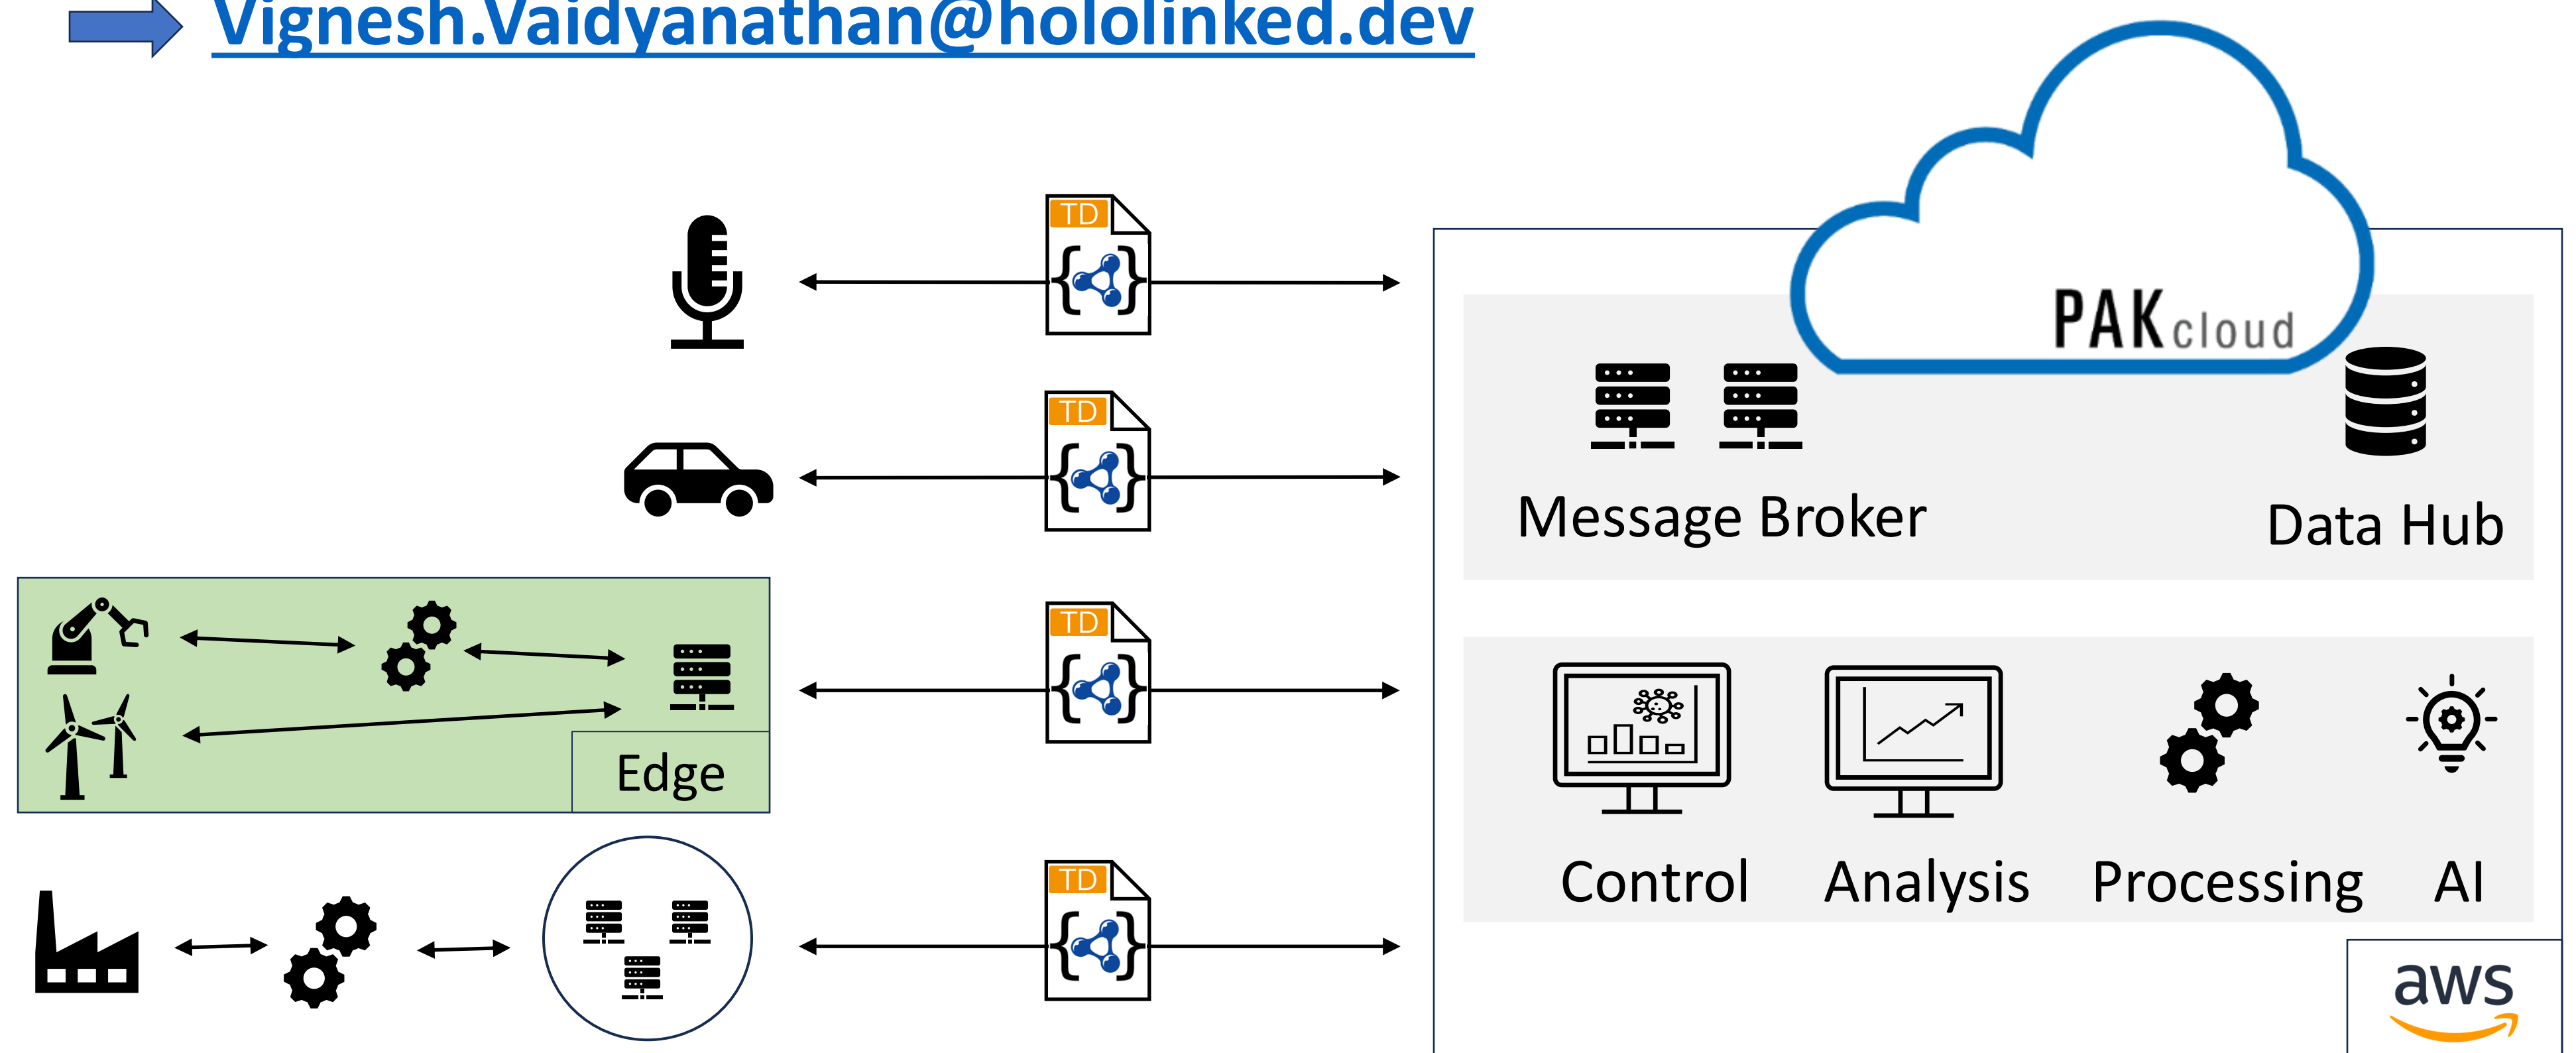 Vignesh.Vaidyanathan@hololinked.dev
TD
PAKcloud
TD
Message Broker
Data Hub
TD
Edge
Control
Analysis
Processing
AI
TD
aws